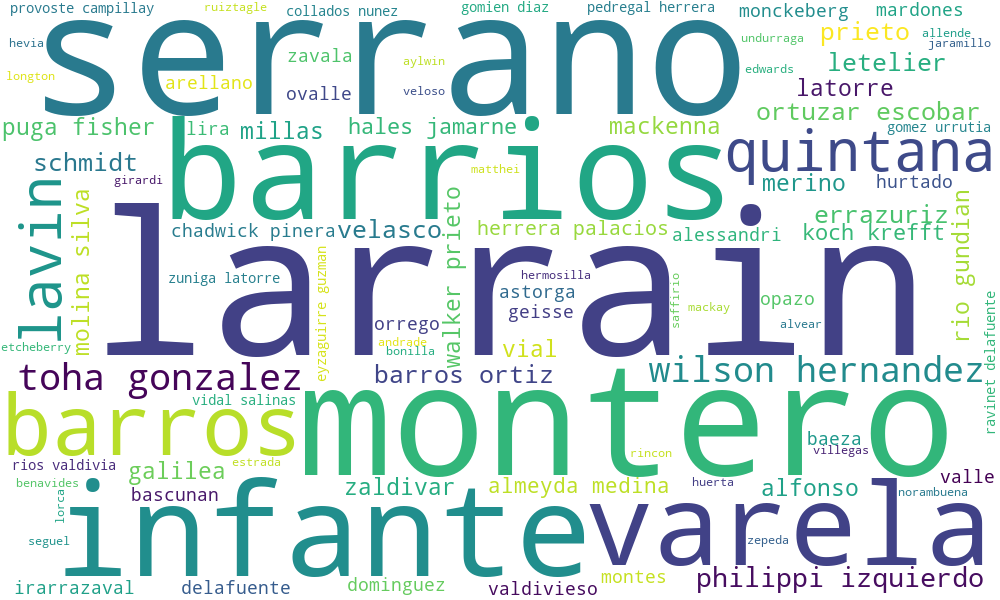 provoste campillay
ruiztagle
collados nunez
gomien diaz
pedregal herrera
monckeberg
mardones
hevia
serrano
zavala
undurraga
prieto
allende
jaramillo
longton
arellano
aylwin
edwards
letelier
ovalle
veloso
latorre
ortuzar escobar
puga fisher
lira
millas
hales jamarne
mackenna
gomez urrutia
schmidt
barrios
quintana
girardi
matthei
merino
hurtado
lavin
molina silva
chadwick pinera
velasco
walker prieto
herrera palacios
alessandri
errazuriz
koch krefft
rio gundian
zuniga latorre
larrain
eyzaguirre guzman
hermosilla
astorga
geisse
saffirio
mackay
opazo
alvear
ravinet delafuente
orrego
etcheberry
andrade
bonilla
vial
toha gonzalez
barros ortiz
wilson hernandez
vidal salinas
barros
montero
baeza
villegas
rios valdivia
galilea
estrada
rincon
benavides
bascunan
zaldivar
almeyda medina
huerta
alfonso
valle
norambuena
lorca
infante
varela
seguel
zepeda
irarrazaval
delafuente
dominguez
valdivieso
montes
philippi izquierdo